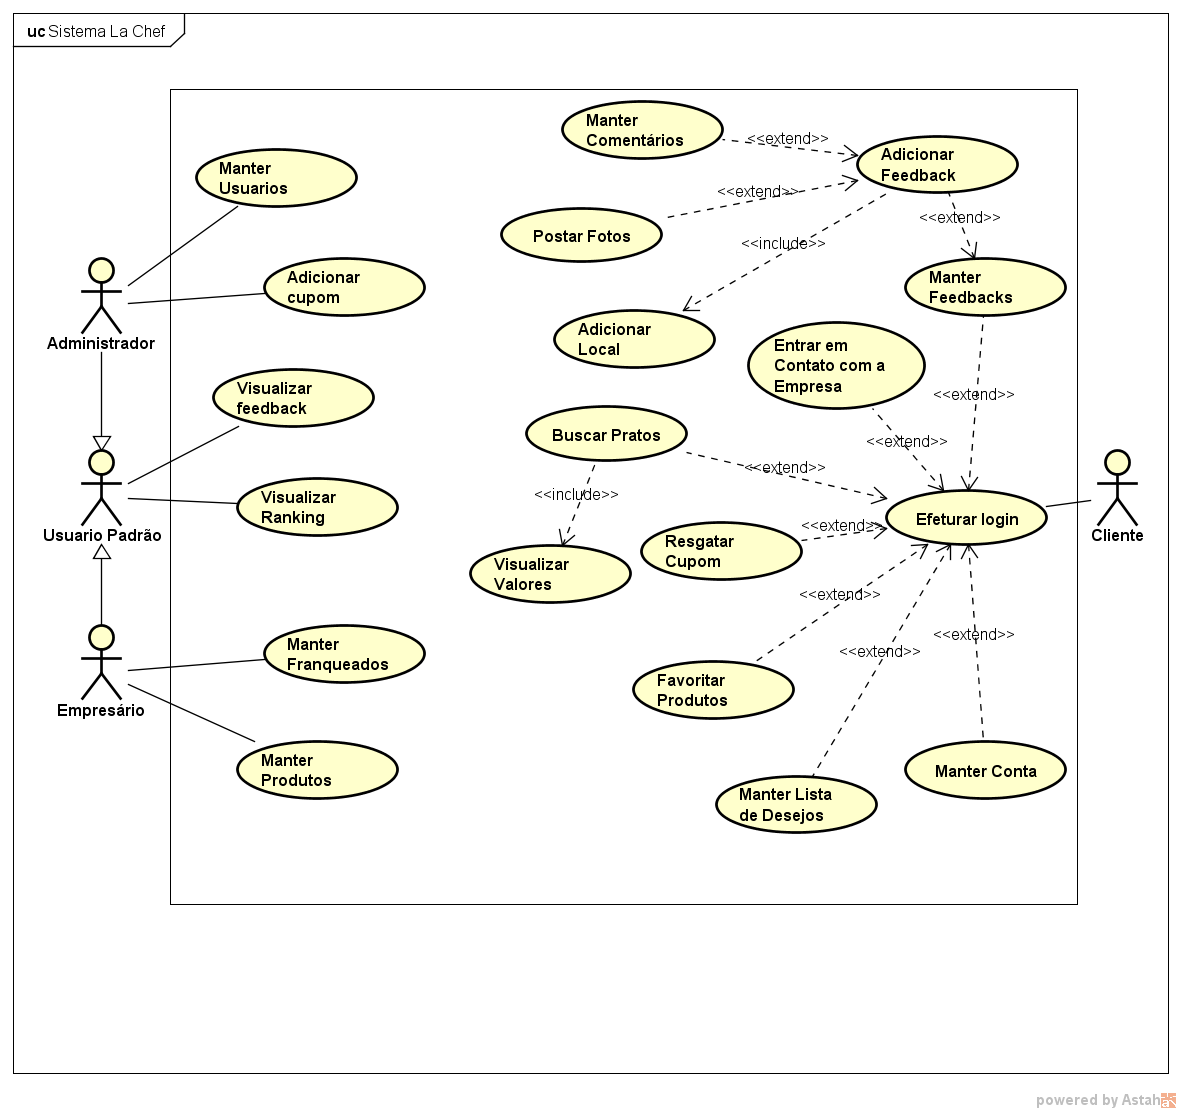 uc Sistema La Chef
Manter
Comentários
<<extend>>
Adicionar
Feedback
Manter
Usuarios
<<extend>>
Postar Fotos
<<extend>>
<<include>>
Adicionar
cupom
Manter
Feedbacks
Administrador
Adicionar
Local
Entrar em
Contato com a
Empresa
Visualizar
feedback
<<extend>>
Buscar Pratos
<<extend>>
<<extend>>
<<include>>
Visualizar
Ranking
Usuario Padrão
Efeturar login
Cliente
Resgatar
Cupom
<<extend>>
Visualizar
Valores
<<extend>>
<<extend>>
<<extend>>
Manter
Franqueados
Empresário
Favoritar
Produtos
Manter
Produtos
Manter Conta
Manter Lista
de Desejos
powered by Astah